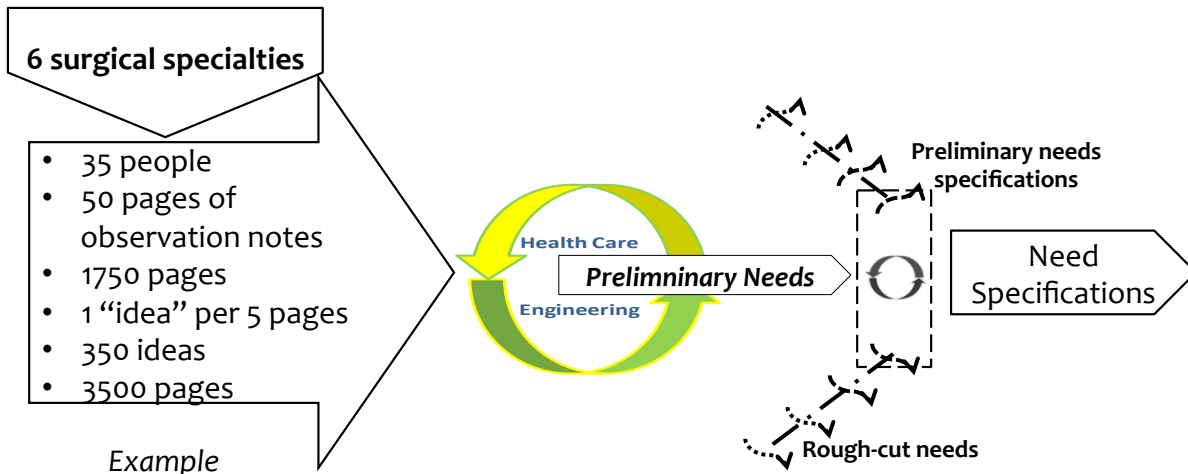 6 surgical specialties
• 35 people
• 50 pages of
observation notes
• 1750 pages
• 1 “idea” per 5 pages
• 350 ideas
• 3500 pages
Example
Health Care
Prelimninary Needs
Engineering
Preliminary needs
specifications
Rough-cut needs
Need
Specifications